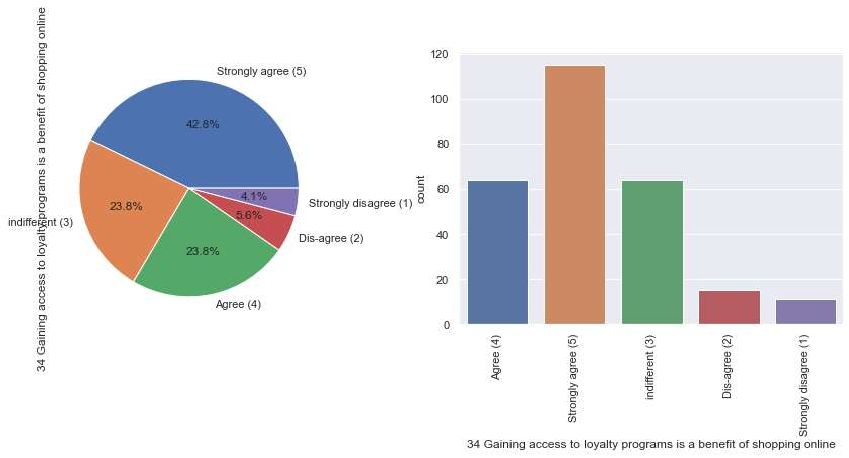 34 Gaining access to loyalty programs is a benefit of shopping online
Strongly agree (5)
42.8%
indifferent (3)
23.8%
23.8%
Agree (4)
5.6%
Dis-agree (2)
4.1%
Strongly disagree (1)
count
120
100
80
60
40
20
0
Agree (4)
Strongly agree (5)
indifferent (3)
Dis-agree (2)
Strongly disagree (1)
34 Gaining access to loyalty programs is a benefit of shopping online